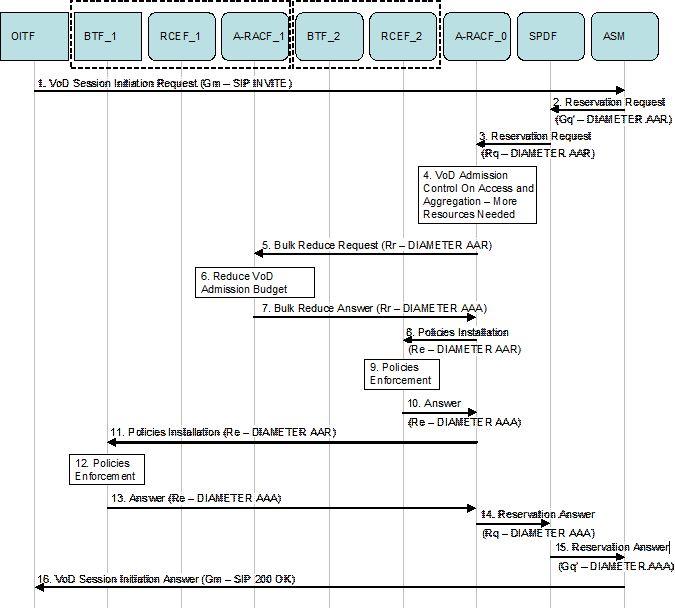 OITF
BTF_1
RCEF_1
A-RACF_1
BTF_2
RCEF_2
A-RACF_0
SPDF
ASM
1. VoD Session Initiation Request (Gm – SIP INVITE)
2. Reservation Request
(Gq' – DIAMETER AAR)
3. Reservation Request
(Rq – DIAMETER AAR)
4. VoD Admission
Control On Access and
Aggregation – More
Resources Needed
5. Bulk Reduce Request (Rr – DIAMETER AAR)
6. Reduce VoD
Admission Budget
7. Bulk Reduce Answer (Rr – DIAMETER AAA)
8. Policies Installation
(Re – DIAMETER AAR)
9. Policies
Enforcement
10. Answer
(Re – DIAMETER AAA)
11. Policies Installation (Re – DIAMETER AAR)
12. Policies
Enforcement
13. Answer (Re – DIAMETER AAA)
14. Reservation Answer
(Rq – DIAMETER AAA)
15. Reservation Answer
(Gq' – DIAMETER AAA)
16. VoD Session Initiation Answer (Gm – SIP 200 OK)